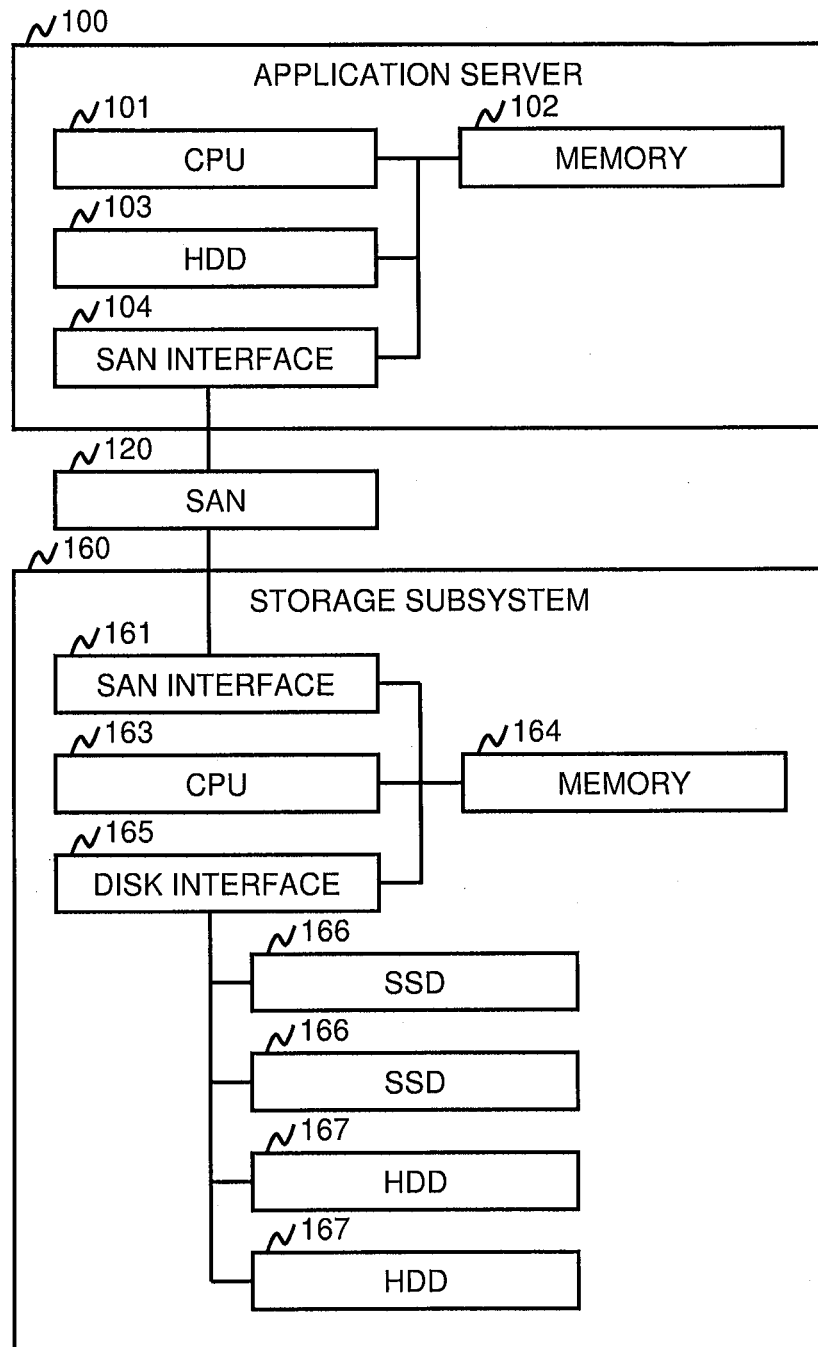 100
APPLICATION SERVER
101
CPU
102
MEMORY
103
HDD
104
SAN INTERFACE
120
SAN
160
STORAGE SUBSYSTEM
161
SAN INTERFACE
163
CPU
164
MEMORY
165
DISK INTERFACE
166
SSD
166
SSD
167
HDD
167
HDD